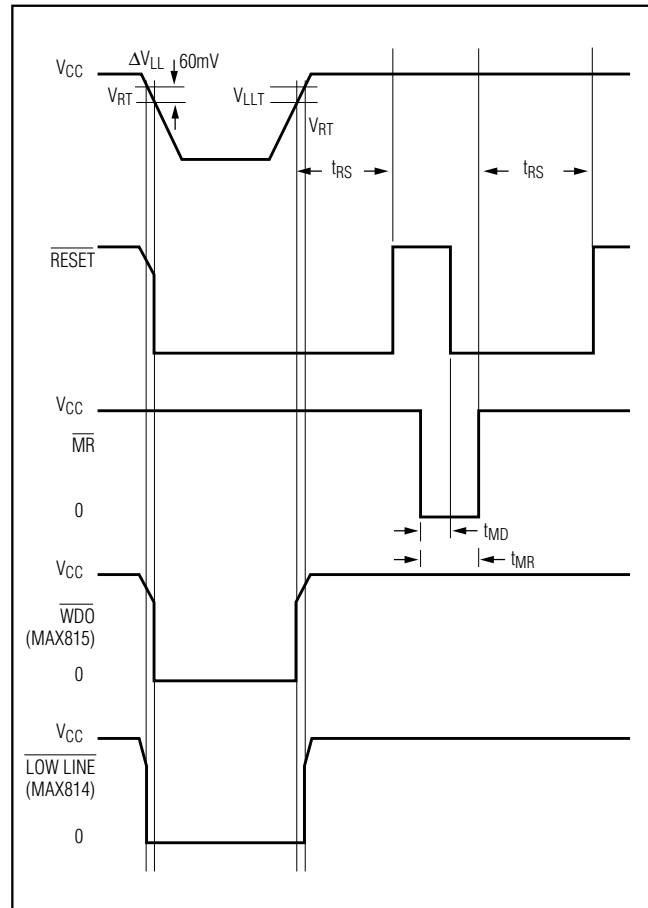 VCC
ΔVLL 60mV
VRT
VLLT
VRT
tRS
tRS
RESET
VCC
MR
0
tMD
tMR
VCC
WDO
(MAX815)
0
VCC
LOW LINE
(MAX814)
0